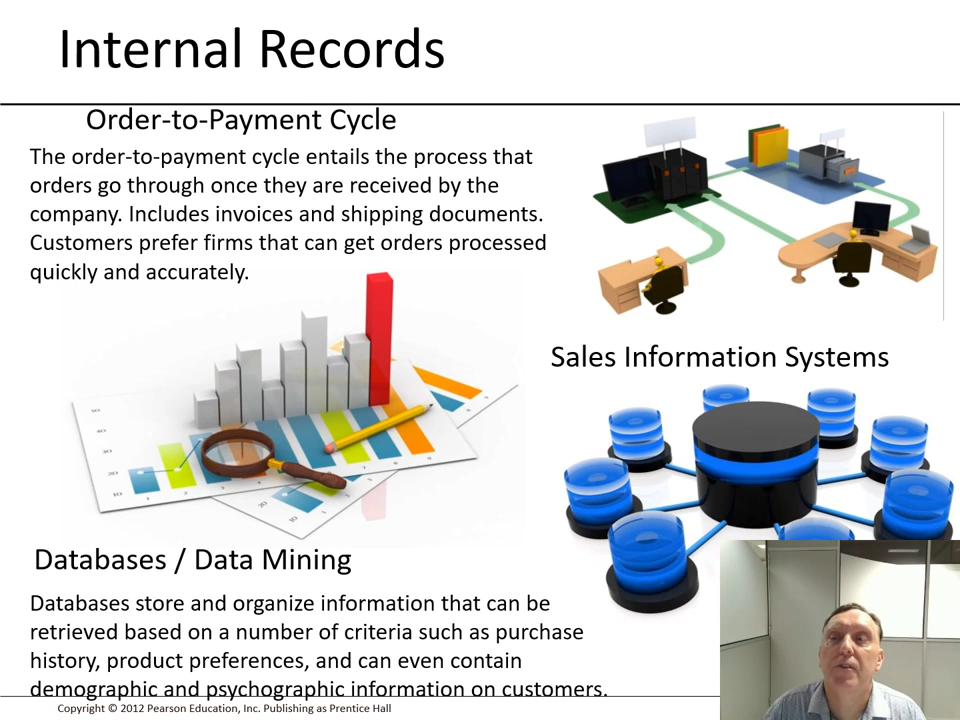 Internal Records
Order-to-Payment Cycle
The order-to-payment cycle entails the process that
orders go through once they are received by the
company. Includes invoices and shipping documents.
Customers prefer firms that can get orders processed
quickly and accurately.
Sales Information Systems
Databases / Data Mining
Databases store and organize information that can be
retrieved based on a number of criteria such as purchase
history, product preferences, and can even contain
demographic and psychographic information on customers.
Copyright © 2012 Pearson Education, Inc. Publishing as Prentice Hall